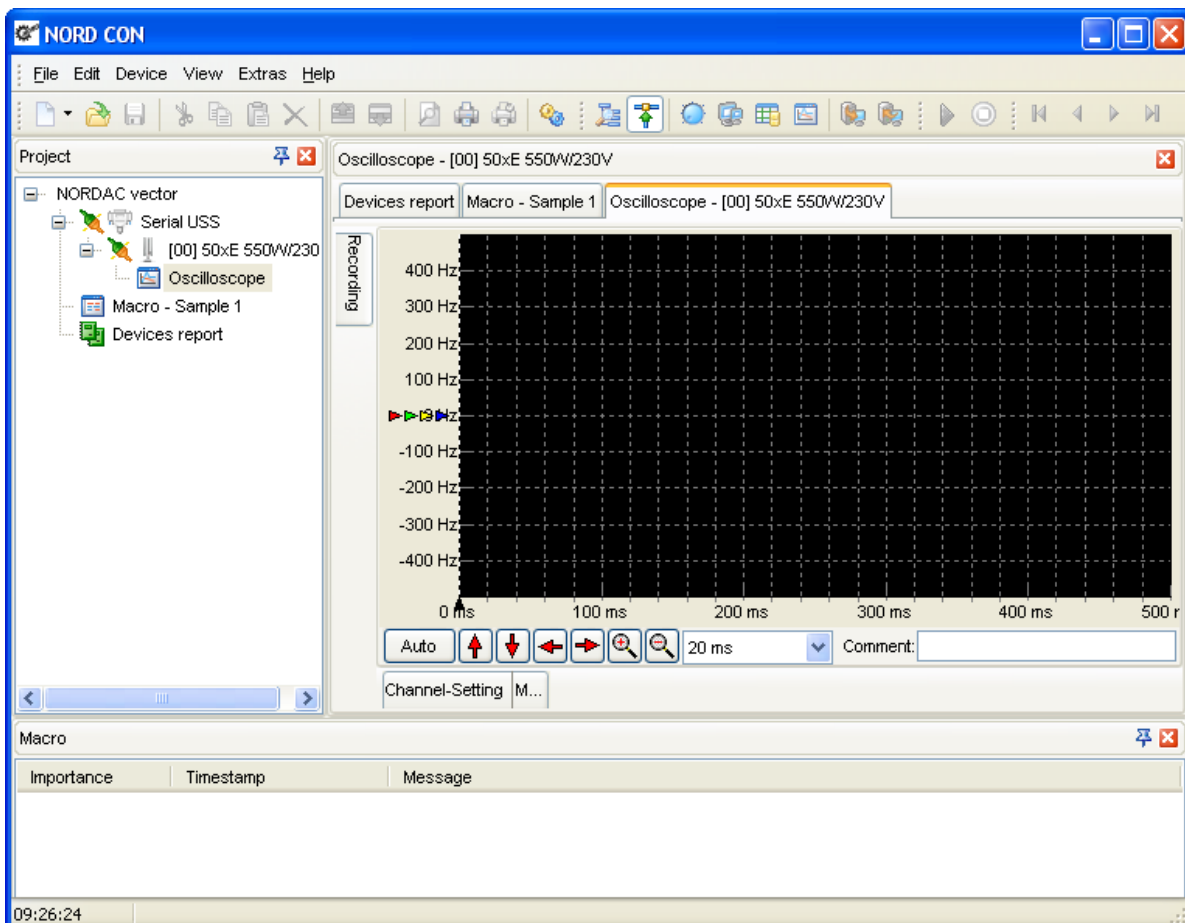 NORD CON
File Edit Device View Extras Help
Project
NORDAC vector
Serial USS
[00] 50xE 550W/230
Oscilloscope
Macro - Sample 1
Devices report
Oscilloscope - [00] 50xE 550W/230V
Devices report Macro - Sample 1 Oscilloscope - [00] 50xE 550W/230V
Recording
400 Hz
300 Hz
200 Hz
100 Hz
Hz
-100 Hz
-200 Hz
-300 Hz
-400 Hz
0 ms 100 ms 200 ms 300 ms 400 ms 500
Auto 20 ms Comment:
Channel-Setting M...
Macro
Importance Timestamp Message
09:26:24